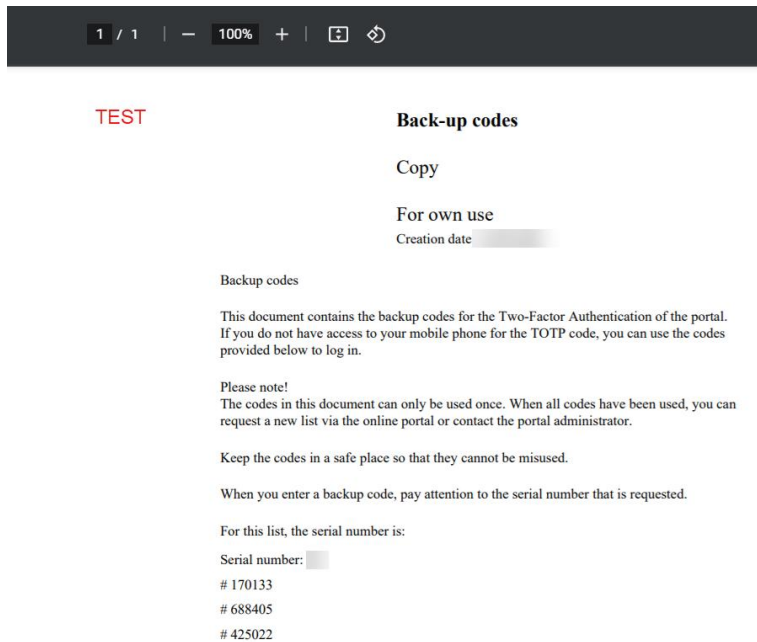 1 / 1 | − 100% + |
TEST
Back-up codes
Copy
For own use
Creation date
Backup codes
This document contains the backup codes for the Two-Factor Authentication of the portal.
If you do not have access to your mobile phone for the TOTP code, you can use the codes
provided below to log in.
Please note!
The codes in this document can only be used once. When all codes have been used, you can
request a new list via the online portal or contact the portal administrator.
Keep the codes in a safe place so that they cannot be misused.
When you enter a backup code, pay attention to the serial number that is requested.
For this list, the serial number is:
Serial number:
# 170133
# 688405
# 425022